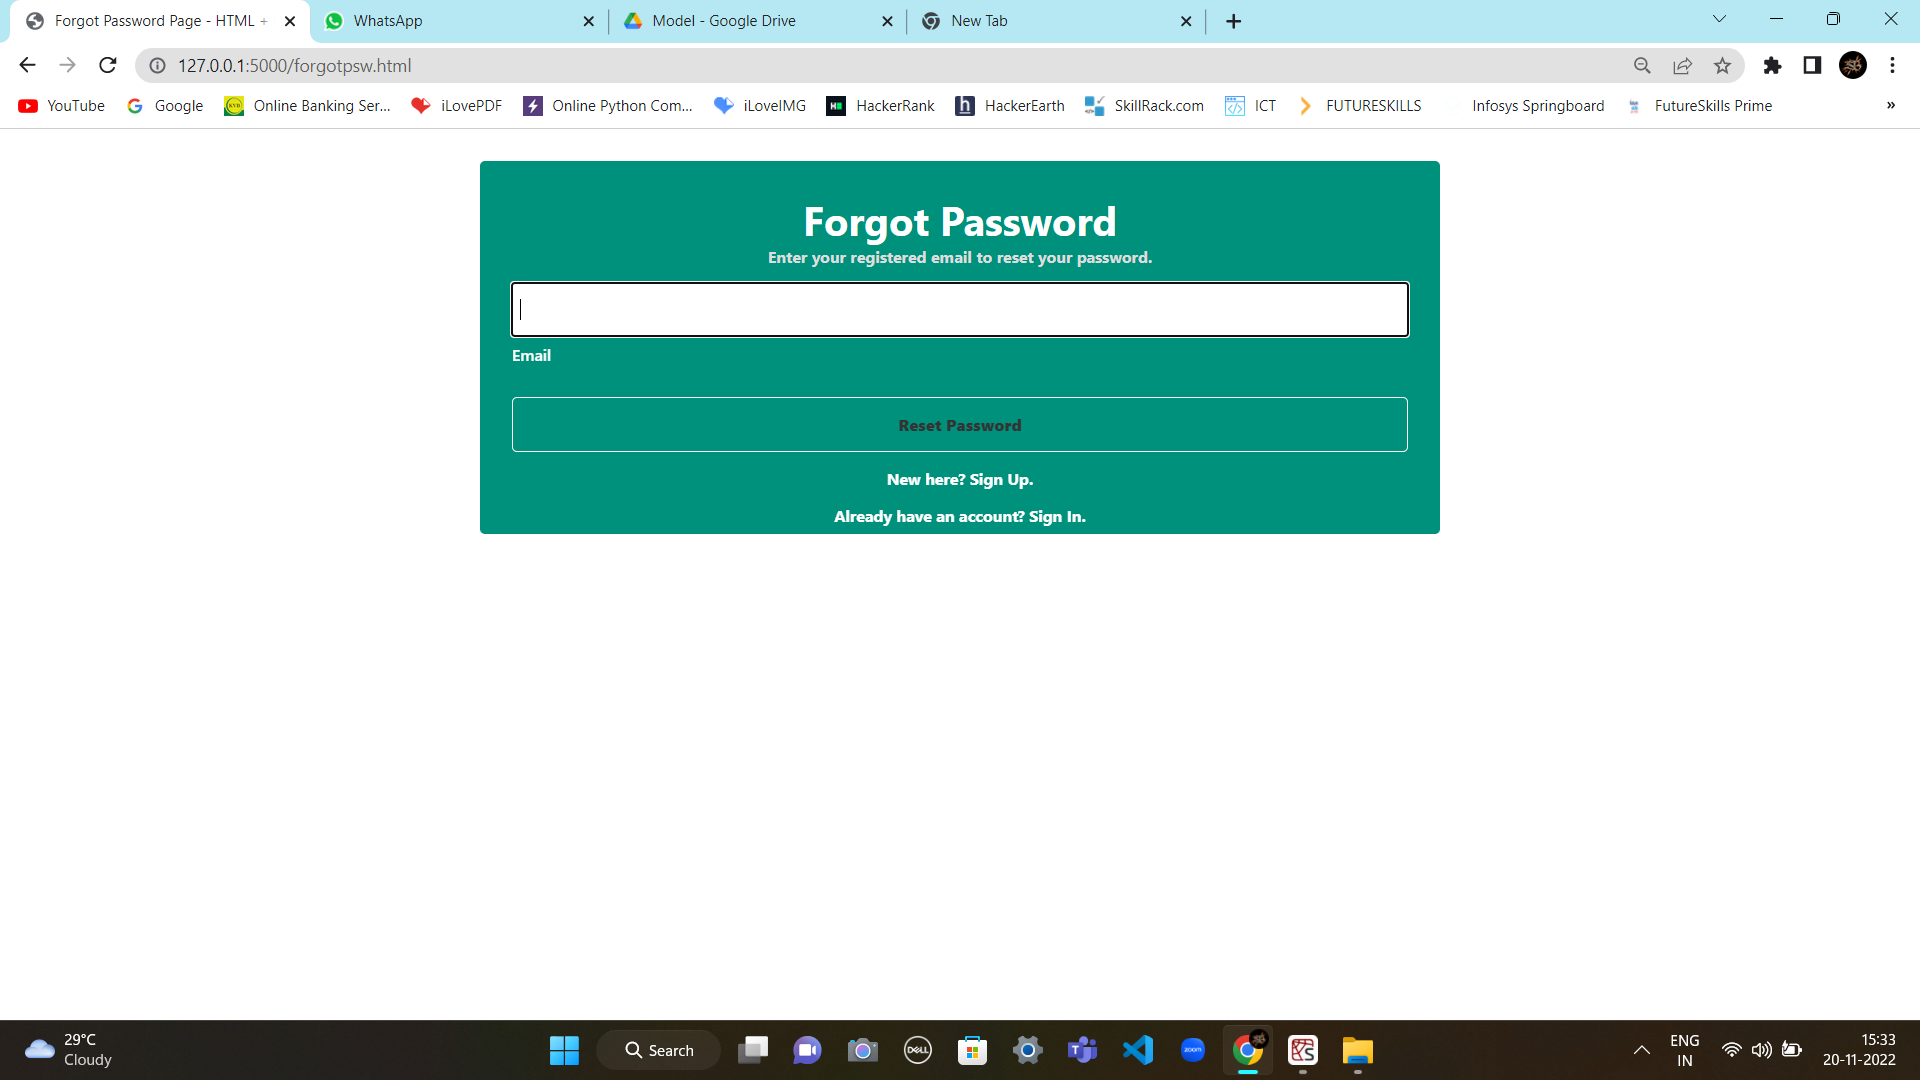 Forgot Password Page - HTML +
WhatsApp
Model - Google Drive
New Tab
127.0.0.1:5000/forgotpsw.html
YouTube
Google
Online Banking Ser...
iLovePDF
Online Python Com...
iLoveIMG
HackerRank
HackerEarth
SkillRack.com
ICT
FUTURESKILLS
Infosys Springboard
FutureSkills Prime
»
Forgot Password
Enter your registered email to reset your password.
Email
Reset Password
New here? Sign Up.
Already have an account? Sign In.
29°C
Cloudy
Search
DELL
zoom
ENG
IN
15:33
20-11-2022